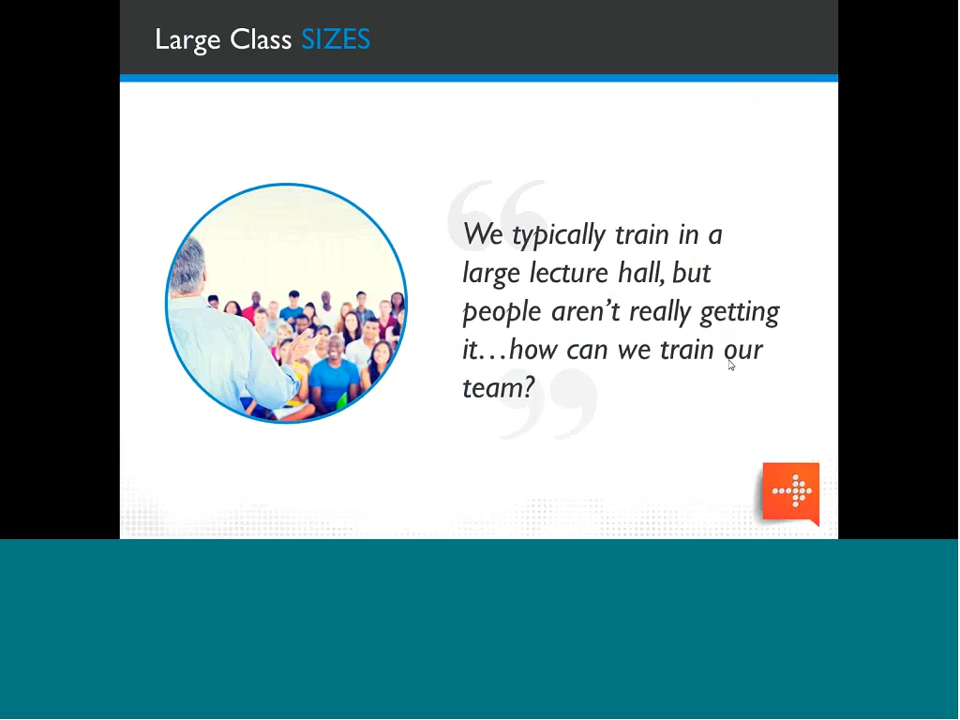 Large Class SIZES
“
We typically train in a
large lecture hall, but
people aren’t really getting
it…how can we train our
team?
”